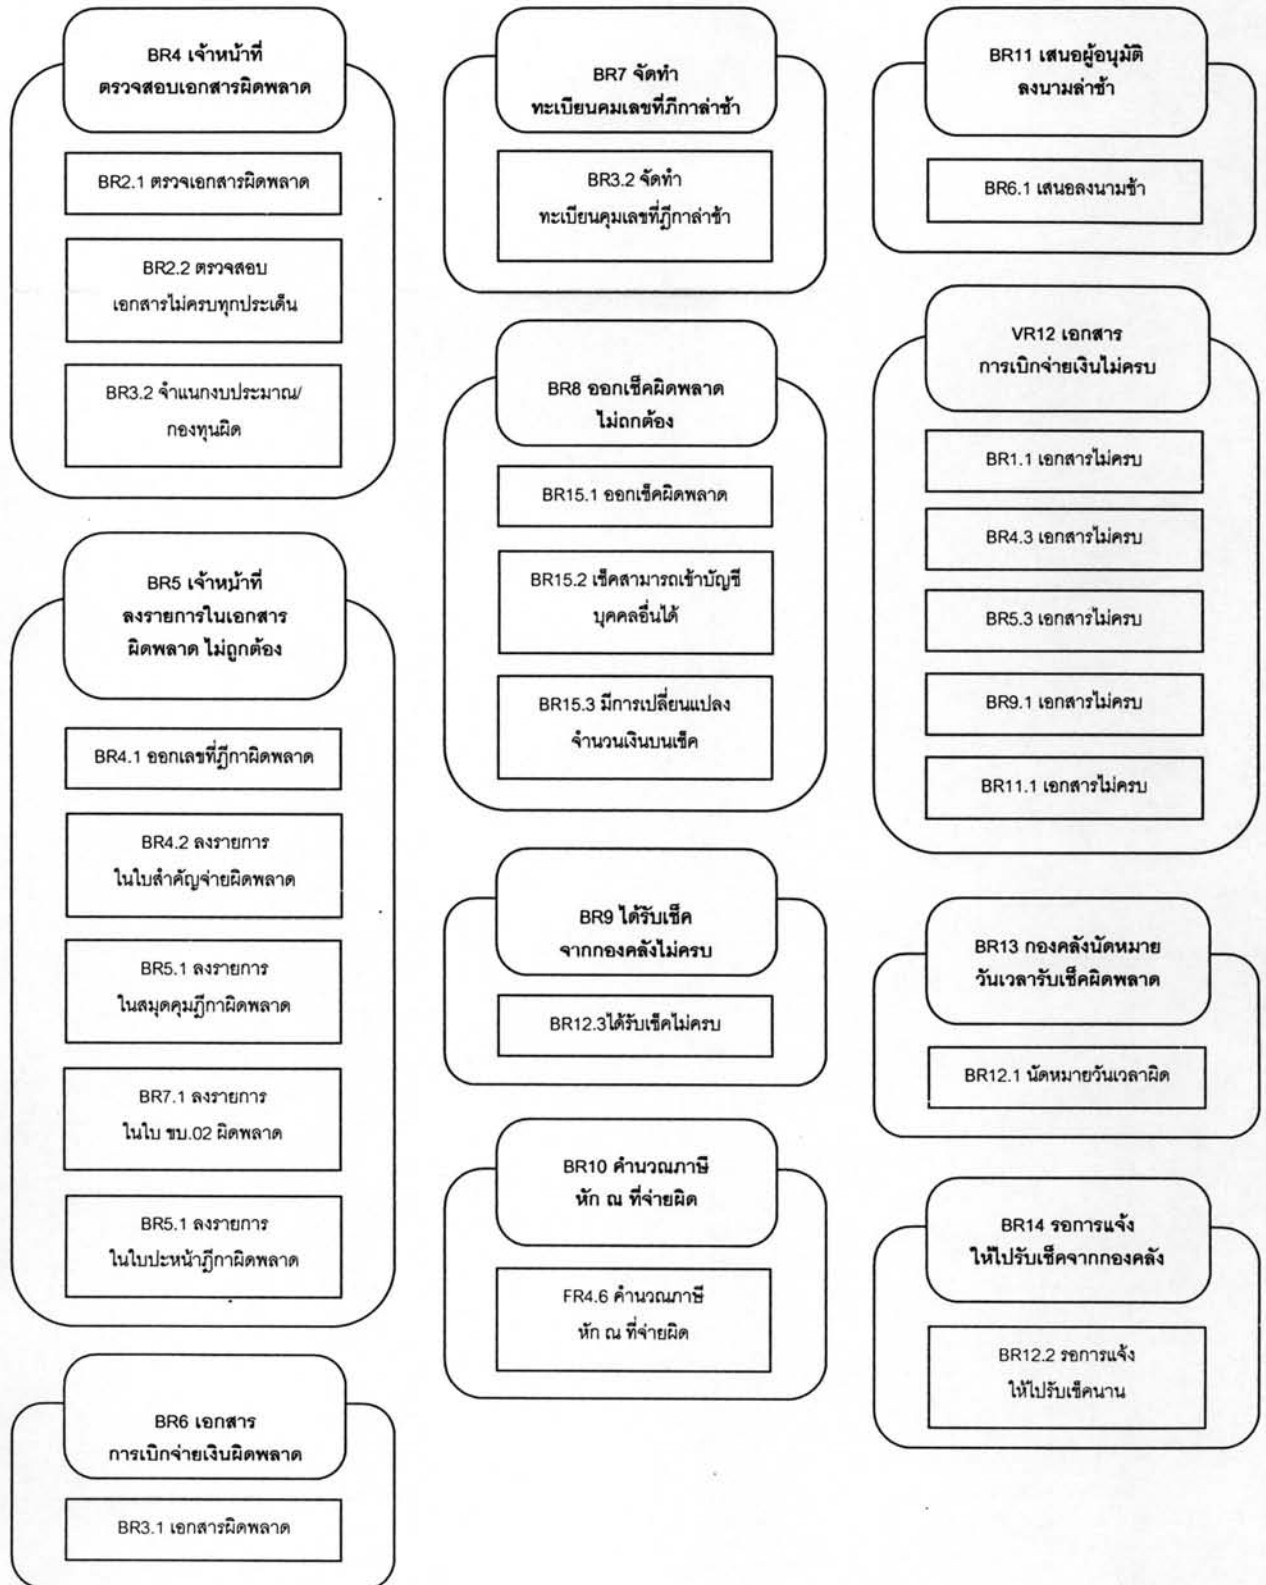 BR4 เจ้าหน้าที่
ตรวจสอบเอกสารผิดพลาด
BR2.1 ตรวจเอกสารผิดพลาด
BR2.2 ตรวจสอบ
เอกสารไม่ครบทุกประเด็น
BR3.2 จำแนกงบประมาณ/
กองทุนผิด
BR5 เจ้าหน้าที่
ลงรายการในเอกสาร
ผิดพลาด ไม่ถูกต้อง
BR4.1 ออกเลขที่ฎีกาผิดพลาด
BR4.2 ลงรายการ
ในใบสำคัญจ่ายผิดพลาด
BR5.1 ลงรายการ
ในสมุดคุมฎีกาผิดพลาด
BR7.1 ลงรายการ
ในใบ ขบ.02 ผิดพลาด
BR5.1 ลงรายการ
ในใบปะหน้าฎีกาผิดพลาด
BR6 เอกสาร
การเบิกจ่ายเงินผิดพลาด
BR3.1 เอกสารผิดพลาด
BR7 จัดทำ
ทะเบียนคมเลขที่ภีกาล่าช้า
BR3.2 จัดทำ
ทะเบียนคุมเลขที่ฎีกาล่าช้า
BR8 ออกเช็คผิดพลาด
ไม่ถกต้อง
BR15.1 ออกเช็คผิดพลาด
BR15.2 เช็คสามารถเข้าบัญชี
บุคคลอื่นได้
BR15.3 มีการเปลี่ยนแปลง
จำนวนเงินบนเช็ค
BR9 ได้รับเช็ค
จากกองคลังไม่ครบ
BR12.3ได้รับเช็คไม่ครบ
BR10 คำนวณภาษี
หัก ณ ที่จ่ายผิด
FR4.6 คำนวณภาษี
หัก ณ ที่จ่ายผิด
BR11 เสนอผู้อนุมัติ
ลงนามล่าช้า
BR6.1 เสนอลงนามช้า
VR12 เอกสาร
การเบิกจ่ายเงินไม่ครบ
BR1.1 เอกสารไม่ครบ
BR4.3 เอกสารไม่ครบ
BR5.3 เอกสารไม่ครบ
BR9.1 เอกสารไม่ครบ
BR11.1 เอกสารไม่ครบ
BR13 กองคลังนัดหมาย
วันเวลารับเช็คผิดพลาด
BR12.1 นัดหมายวันเวลาผิด
BR14 รอการแจ้ง
ให้ไปรับเช็คจากกองคลัง
BR12.2 รอการแจ้ง
ให้ไปรับเช็คนาน